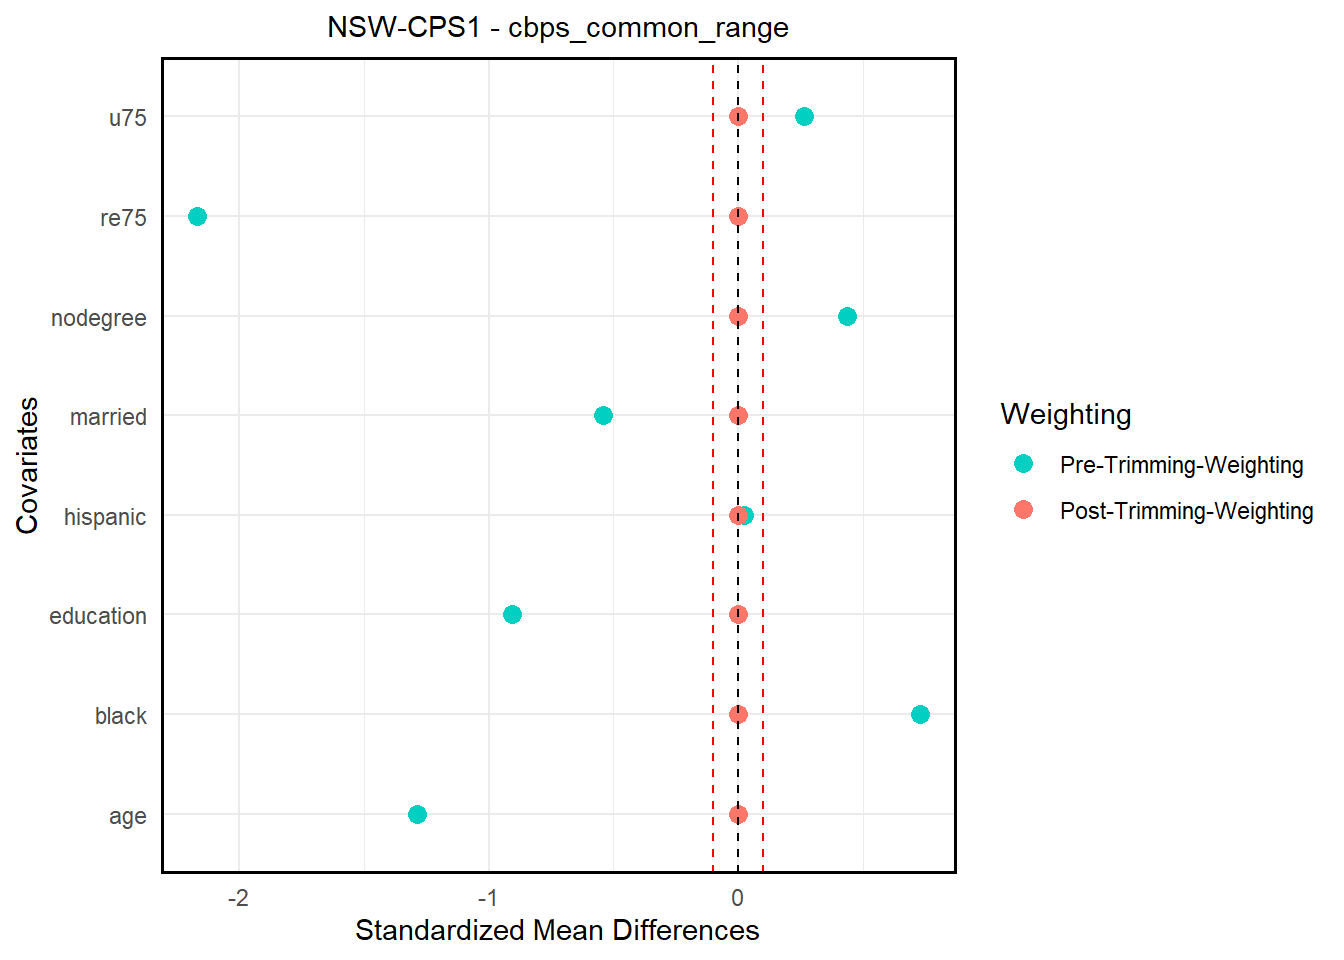 NSW-CPS1 - cbps_common_range
u75
re75
nodegree
married
hispanic
education
black
age
Covariates
-2
-1
0
Standardized Mean Differences
Weighting
Pre-Trimming-Weighting
Post-Trimming-Weighting